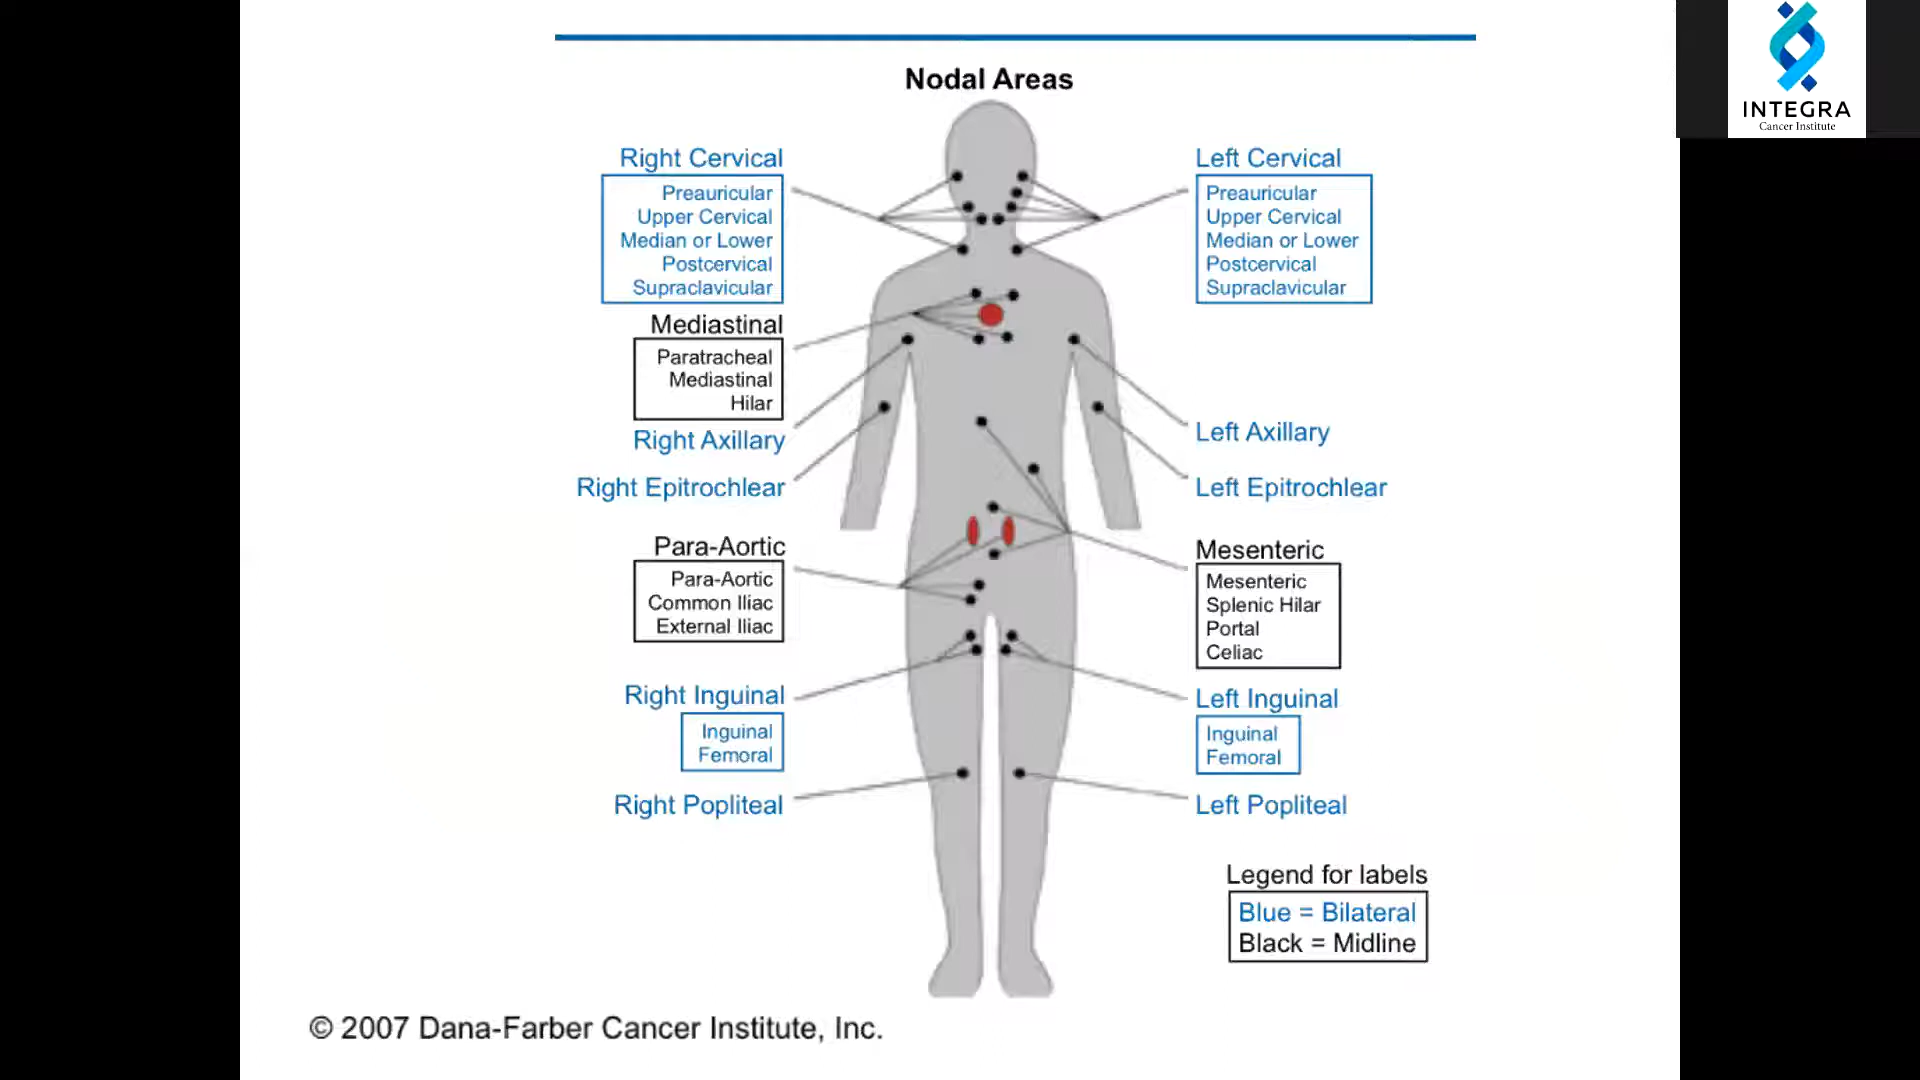 INTEGRA
Cancer Institute
Nodal Areas
Right Cervical
Preauricular
Upper Cervical
Median or Lower
Postcervical
Supraclavicular
Mediastinal
Paratracheal
Mediastinal
Hilar
Right Axillary
Right Epitrochlear
Para-Aortic
Para-Aortic
Common Iliac
External Iliac
Right Inguinal
Inguinal
Femoral
Right Popliteal
Left Cervical
Preauricular
Upper Cervical
Median or Lower
Postcervical
Supraclavicular
Left Axillary
Left Epitrochlear
Mesenteric
Mesenteric
Splenic Hilar
Portal
Celiac
Left Inguinal
Inguinal
Femoral
Left Popliteal
Legend for labels
Blue = Bilateral
Black = Midline
© 2007 Dana-Farber Cancer Institute, Inc.